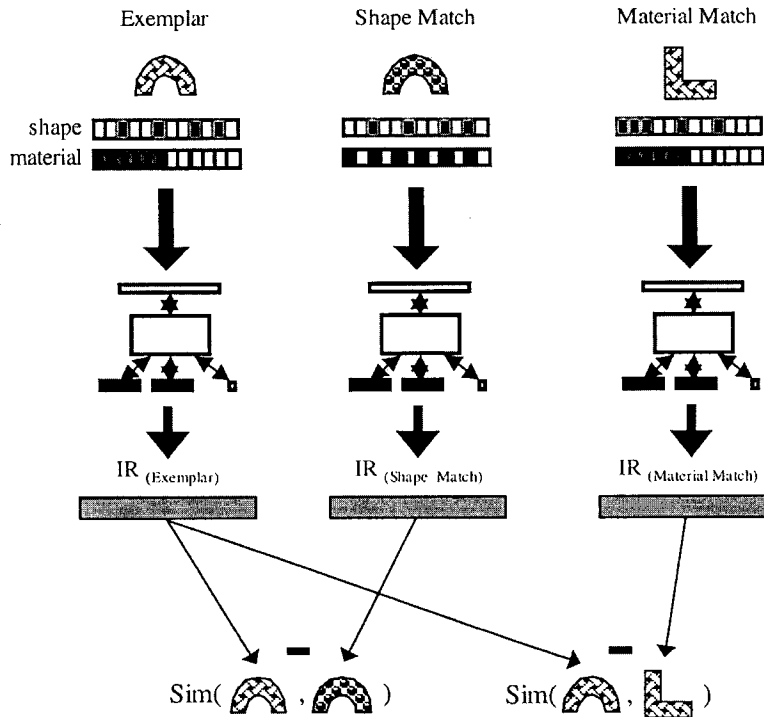 Exemplar
Shape Match
Material Match
shape
material
IR (Exemplar)
IR (Shape Match)
IR (Material Match)
Sim( , )
Sim( , )